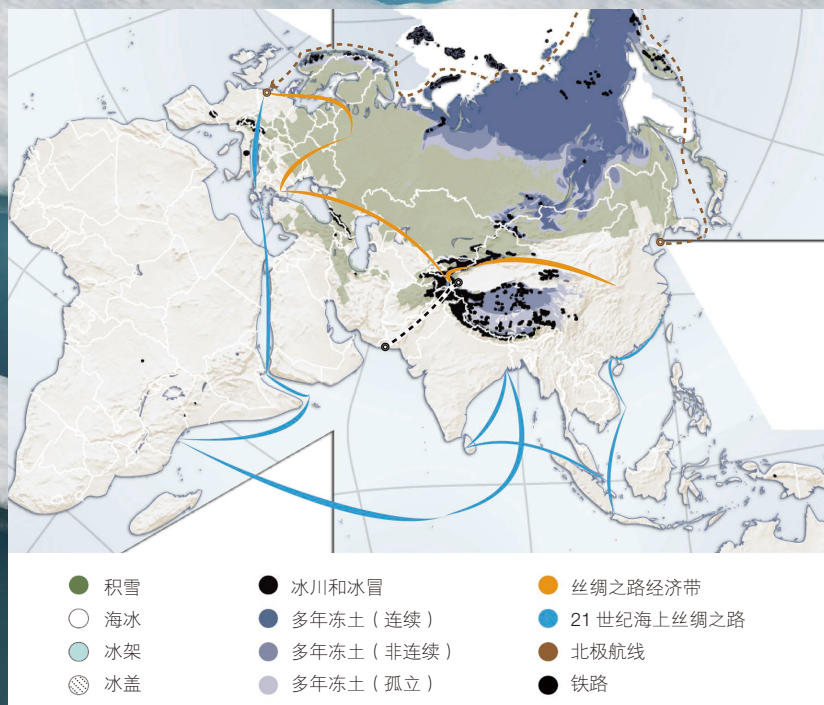 积雪
冰川和冰冒
丝绸之路经济带
海冰
多年冻土（连续）
21 世纪海上丝绸之路
冰架
多年冻土（非连续）
北极航线
冰盖
多年冻土（孤立）
铁路